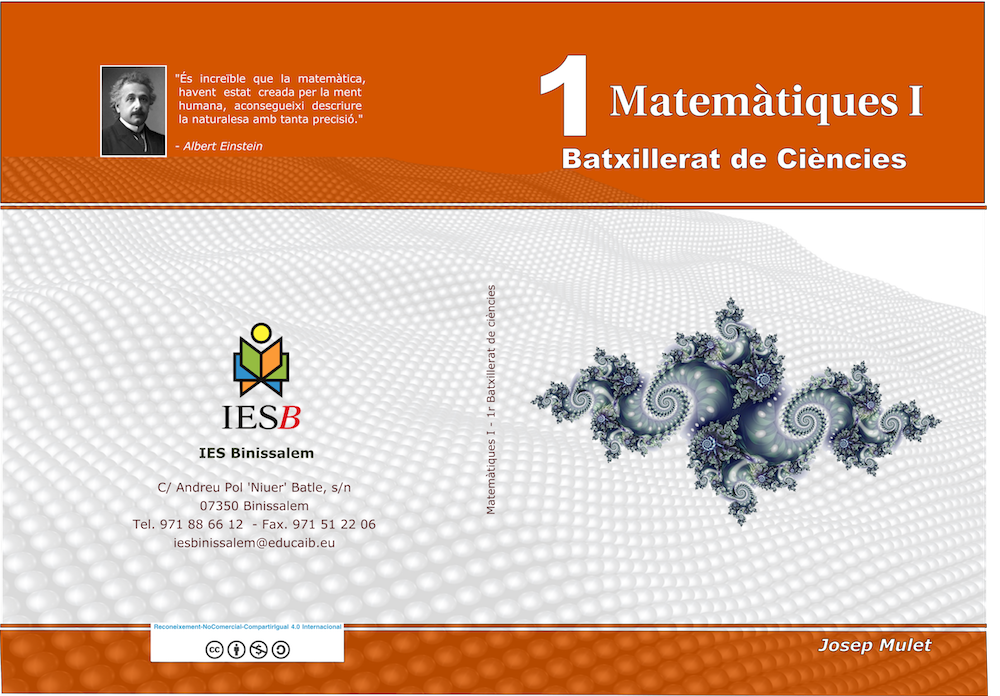 "És increïble que la matemàtica,
havent estat creada per la ment
humana, aconsegueixi descriure
la naturalesa amb tanta precisió."
- Albert Einstein
1 Matemàtiques I
Batxillerat de Ciències
IESB
IES Binissalem
C/ Andreu Pol 'Niuer' Batle, s/n
07350 Binissalem
Tel. 971 88 66 12 - Fax. 971 51 22 06
iesbinissalem@educaib.eu
Matemàtiques I - 1r Batxillerat de ciències
Reconeixement-NoComercial-CompartirIgual 4.0 Internacional
cc
Josep Mulet